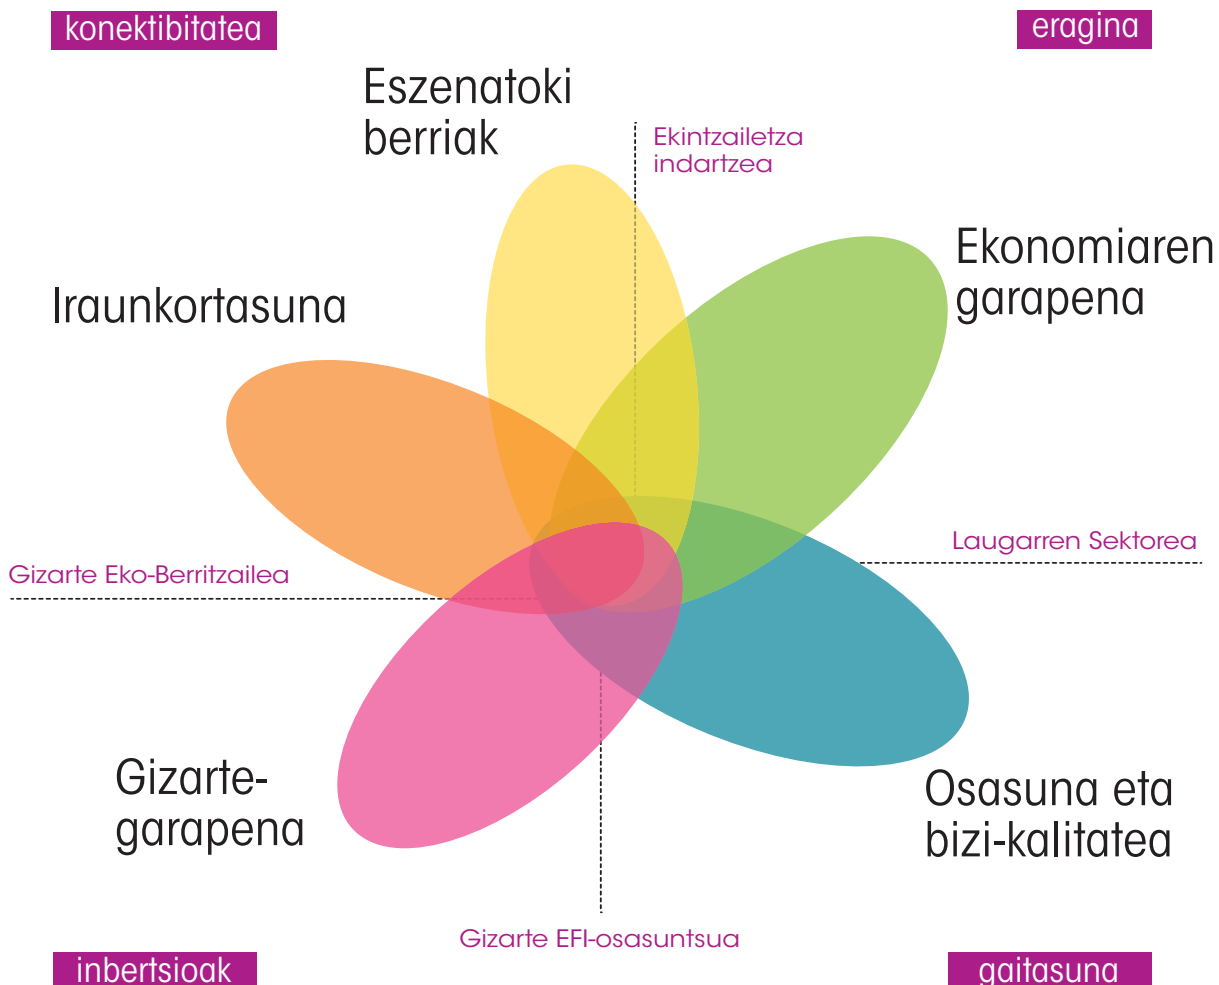 konektibitatea
eragina
Eszenatoki
berriak
Ekintzailetza
indartzea
Ekonomiaren
garapena
Iraunkortasuna
Laugarren Sektorea
Gizarte Eko-Berritzailea
Gizarte-
garapena
Osasuna eta
bizi-kalitatea
Gizarte EFI-osasuntsua
inbertsioak
gaitasuna